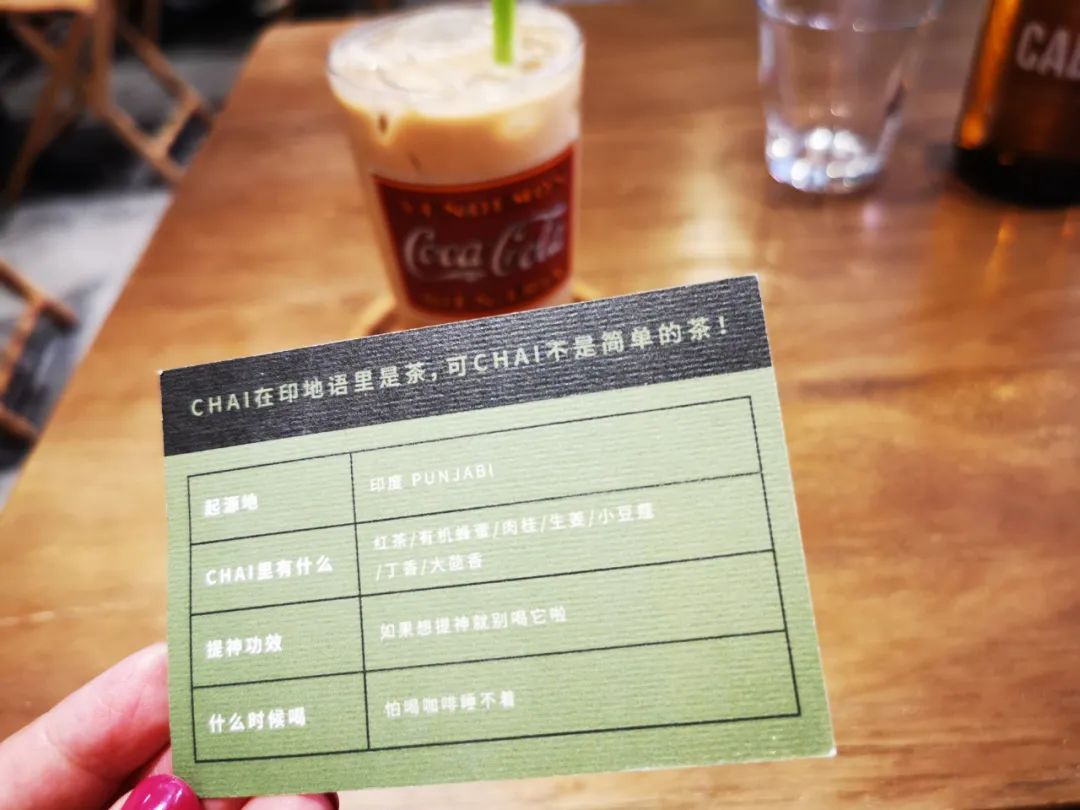 CAL
Coca-Cola
CHAI在印地语里是茶,可CHAI不是简单的茶!
起源地
印度 PUNJABI
CHAI里有什么
红茶/有机蜂蜜/肉桂/生姜/小豆蔻
/丁香/大茴香
提神功效
如果想提神就别喝它啦
什么时候喝
怕喝咖啡睡不着